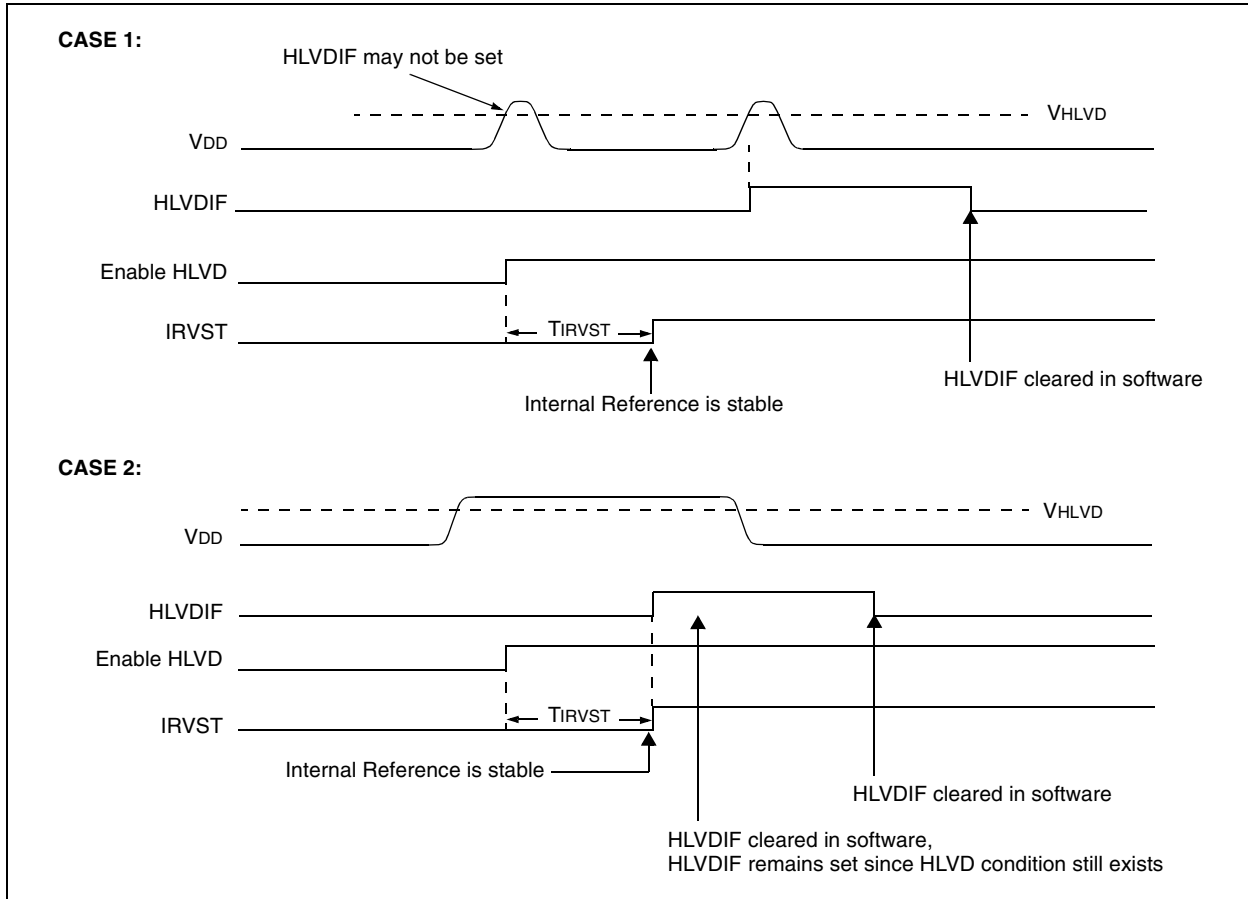 CASE 1:
HLVDIF may not be set
VHLVD
VDD
HLVDIF
Enable HLVD
TIRVST
IRVST
HLVDIF cleared in software
Internal Reference is stable
CASE 2:
VHLVD
VDD
HLVDIF
Enable HLVD
TIRVST
IRVST
Internal Reference is stable
HLVDIF cleared in software
HLVDIF cleared in software,
HLVDIF remains set since HLVD condition still exists